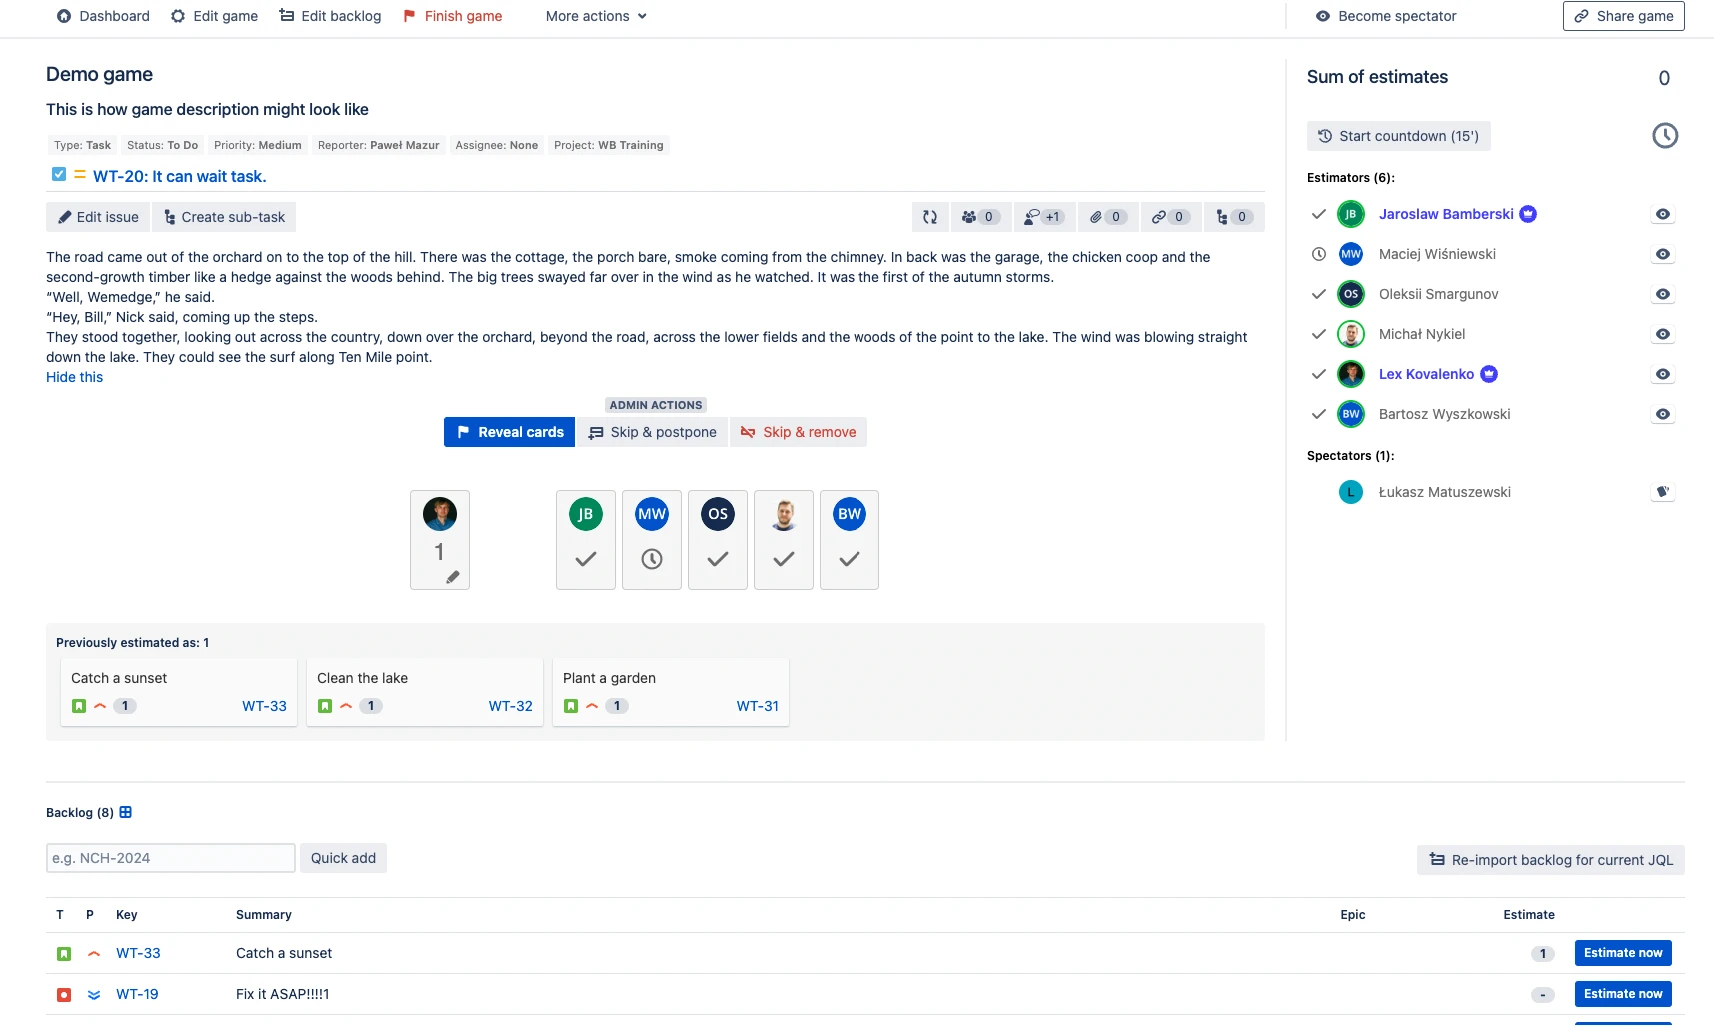 Dashboard Edit game Edit backlog Finish game More actions Become spectator Share game
Demo game
This is how game description might look like
Type: Task Status: To Do Priority: Medium Reporter: Paweł Mazur Assignee: None Project: WB Training
WT-20: It can wait task.
Edit issue Create sub-task 0 +1 0 0 0
The road came out of the orchard on to the top of the hill. There was the cottage, the porch bare, smoke coming from the chimney. In back was the garage, the chicken coop and the
second-growth timber like a hedge against the woods behind. The big trees swayed far over in the wind as he watched. It was the first of the autumn storms.
“Well, Wemedge,” he said.
“Hey, Bill,” Nick said, coming up the steps.
They stood together, looking out across the country, down over the orchard, beyond the road, across the lower fields and the woods of the point to the lake. The wind was blowing straight
down the lake. They could see the surf along Ten Mile point.
Hide this
ADMIN ACTIONS
Reveal cards Skip & postpone Skip & remove
JB MW OS BW
1
Previously estimated as: 1
Catch a sunset
1 WT-33
Clean the lake
1 WT-32
Plant a garden
1 WT-31
Sum of estimates 0
Start countdown (15')
Estimators (6):
JB Jaroslaw Bamberski
MW Maciej Wiśniewski
OS Oleksii Smargunov
Michał Nykiel
Lex Kovalenko
BW Bartosz Wyszkowski
Spectators (1):
L Łukasz Matuszewski
Backlog (8)
e.g. NCH-2024 Quick add Re-import backlog for current JQL
T P Key Summary Epic Estimate
WT-33 Catch a sunset 1 Estimate now
WT-19 Fix it ASAP!!!!1 - Estimate now